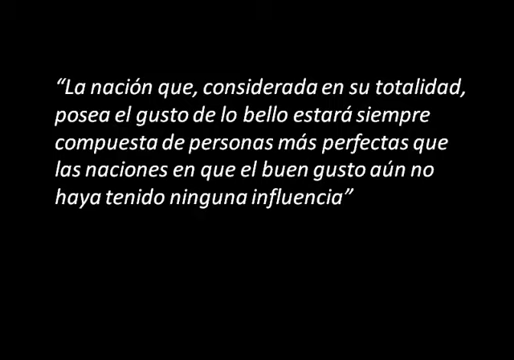 “La nación que, considerada en su totalidad,
posea el gusto de lo bello estará siempre
compuesta de personas más perfectas que
las naciones en que el buen gusto aún no
haya tenido ninguna influencia”